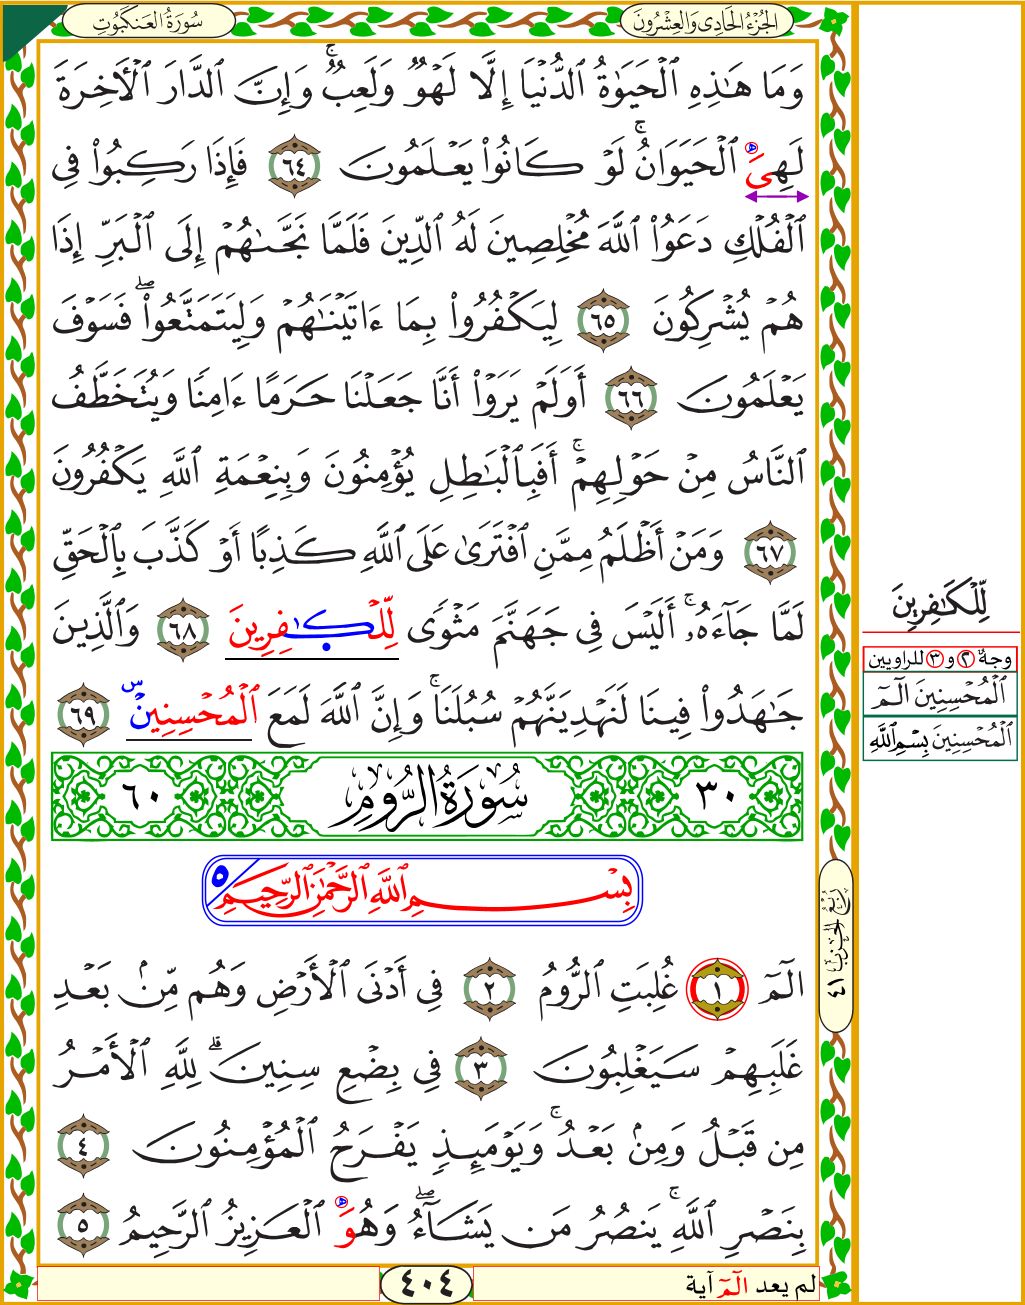 الجُزْءُ الحَادِي وَالعِشْرُونَ
سُورَةُ العَنكَبُوتِ
وَمَا هَٰذِهِ ٱلۡحَيَوٰةُ ٱلدُّنۡيَآ إِلَّا لَهۡوٞ وَلَعِبٞۚ وَإِنَّ ٱلدَّارَ ٱلۡأٓخِرَةَ
لَهِيَ ٱلۡحَيَوَانُۚ لَوۡ كَانُواْ يَعۡلَمُونَ ٦٤ فَإِذَا رَكِبُواْ فِي
ٱلۡفُلۡكِ دَعَوُاْ ٱللَّهَ مُخۡلِصِينَ لَهُ ٱلدِّينَ فَلَمَّا نَجَّىٰهُمۡ إِلَى ٱلۡبَرِّ إِذَا
هُمۡ يُشۡرِكُونَ ٦٥ لِيَكۡفُرُواْ بِمَآ ءَاتَيۡنَٰهُمۡ وَلِيَتَمَتَّعُواْۖ فَسَوۡفَ
يَعۡلَمُونَ ٦٦ أَوَلَمۡ يَرَوۡاْ أَنَّا جَعَلۡنَا حَرَمًا ءَامِنٗا وَيُتَخَطَّفُ
ٱلنَّاسُ مِنۡ حَوۡلِهِمۡۚ أَفَبِٱلۡبَٰطِلِ يُؤۡمِنُونَ وَبِنِعۡمَةِ ٱللَّهِ يَكۡفُرُونَ
٦٧ وَمَنۡ أَظۡلَمُ مِمَّنِ ٱفۡتَرَىٰ عَلَى ٱللَّهِ كَذِبًا أَوۡ كَذَّبَ بِٱلۡحَقِّ
لَمَّا جَآءَهُۥٓۚ أَلَيۡسَ فِي جَهَنَّمَ مَثۡوٗى لِّلۡكَٰفِرِينَ ٦٨ وَٱلَّذِينَ
جَٰهَدُواْ فِينَا لَنَهۡدِيَنَّهُمۡ سُبُلَنَاۚ وَإِنَّ ٱللَّهَ لَمَعَ ٱلۡمُحۡسِنِينَ س ٦٩
٣٠ سُورَةُ الرُّومِ ٦٠
بِسۡمِ ٱللَّهِ ٱلرَّحۡمَٰنِ ٱلرَّحِيمِ ٥
الٓمٓ ١ غُلِبَتِ ٱلرُّومُ ٢ فِيٓ أَدۡنَى ٱلۡأَرۡضِ وَهُم مِّنۢ بَعۡدِ
غَلَبِهِمۡ سَيَغۡلِبُونَ ٣ فِي بِضۡعِ سِنِينَۗ لِلَّهِ ٱلۡأَمۡرُ
مِن قَبۡلُ وَمِنۢ بَعۡدُۚ وَيَوۡمَئِذٖ يَفۡرَحُ ٱلۡمُؤۡمِنُونَ ٤
بِنَصۡرِ ٱللَّهِۚ يَنصُرُ مَن يَشَآءُۖ وَهُوَ ٱلۡعَزِيزُ ٱلرَّحِيمُ ٥
لِّلۡكَٰفِرِينَ
وجهٌ ٢ و ٣ للراويين
ٱلۡمُحۡسِنِينَ الٓمٓ
ٱلۡمُحۡسِنِينَ بِسۡمِ ٱللَّهِ
رُبْعُ الحِزْبِ ٤١
لم يعد الٓمٓ آية
٤٠٤